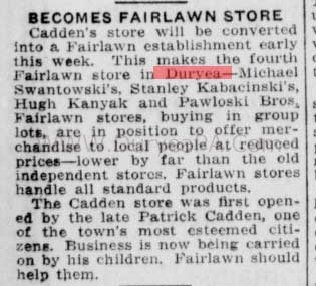 BECOMES FAIRLAWN STORE
Cadden's store will be converted
into a Fairlawn establishment early
this week. This makes the fourth
Fairlawn store in Duryea—Michael
Swantowski's, Stanley Kabacinski's,
Hugh Kanyak and Pawloski Bros.
Fairlawn stores, buying in group
lots, are in position to offer mer-
chandise to local people at reduced
prices—lower by far than the old
independent stores. Fairlawn stores
handle all standard products.
The Cadden store was first open-
ed by the late Patrick Cadden, one
of the town's most esteemed citi-
zens. Business is now being carried
on by his children. Fairlawn should
help them.